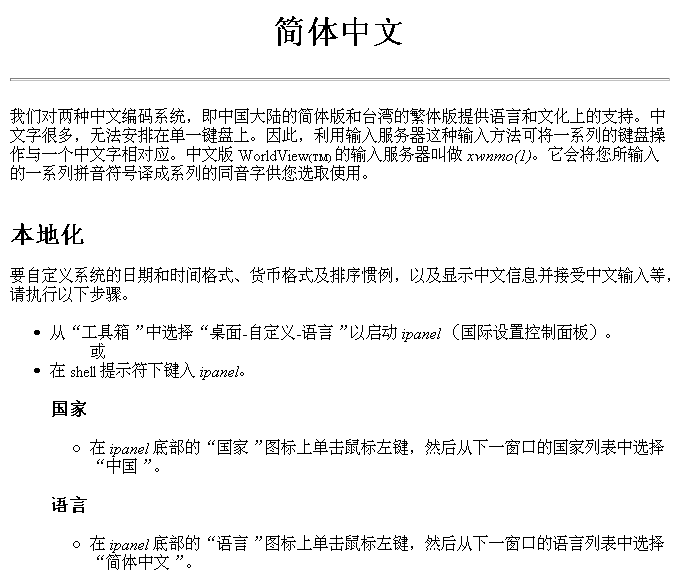 简体中文
我们对两种中文编码系统，即中国大陆的简体版和台湾的繁体版提供语言和文化上的支持。中
文字很多，无法安排在单一键盘上。因此，利用输入服务器这种输入方法可将一系列的键盘操
作与一个中文字相对应。中文版 WorldView(TM) 的输入服务器叫做 xwnmo(1)。它会将您所输入
的一系列拼音符号译成系列的同音字供您选取使用。
本地化
要自定义系统的日期和时间格式、货币格式及排序惯例，以及显示中文信息并接受中文输入等，
请执行以下步骤。
• 从“工具箱 ”中选择“桌面-自定义-语言 ”以启动 ipanel （国际设置控制面板）。
或
• 在 shell 提示符下键入 ipanel。
国家
○ 在 ipanel 底部的“国家 ”图标上单击鼠标左键，然后从下一窗口的国家列表中选择
“中国 ”。
语言
○ 在 ipanel 底部的“语言 ”图标上单击鼠标左键，然后从下一窗口的语言列表中选择
“简体中文 ”。